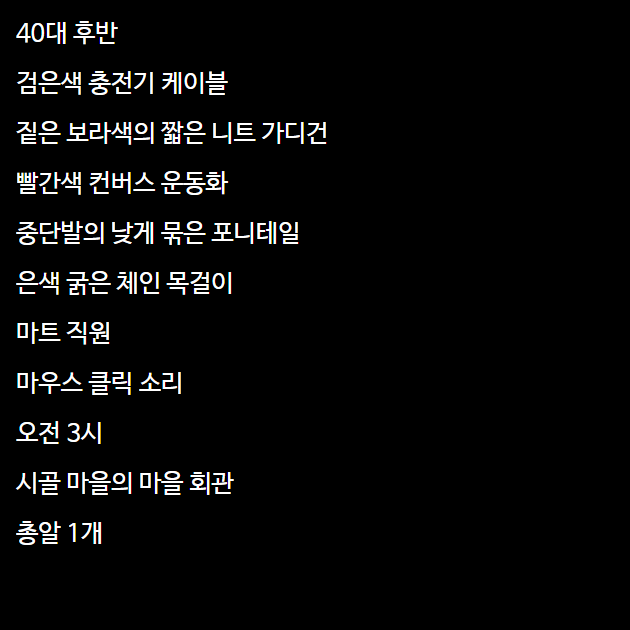 40대 후반
검은색 충전기 케이블
짙은 보라색의 짧은 니트 가디건
빨간색 컨버스 운동화
중단발의 낮게 묶은 포니테일
은색 굵은 체인 목걸이
마트 직원
마우스 클릭 소리
오전 3시
시골 마을의 마을 회관
총알 1개